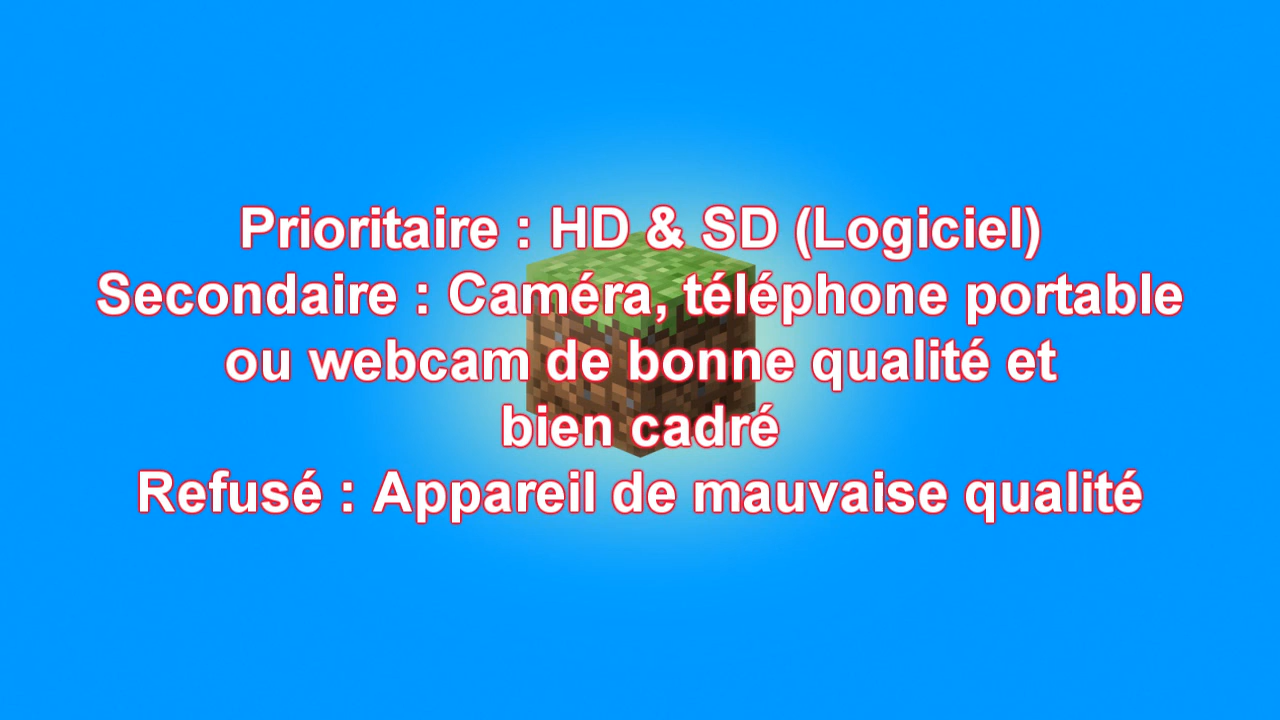 Prioritaire : HD & SD (Logiciel)
Secondaire : Caméra, téléphone portable
ou webcam de bonne qualité et
bien cadré
Refusé : Appareil de mauvaise qualité